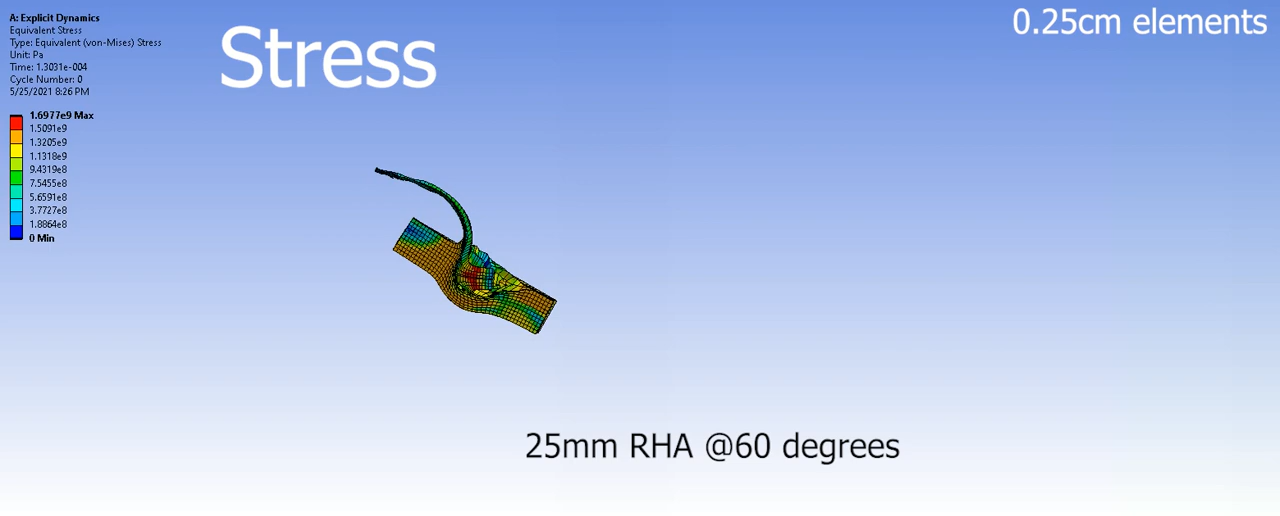 A: Explicit Dynamics
Equivalent Stress
Type: Equivalent (von-Mises) Stress
Unit: Pa
Time: 1.3031e-004
Cycle Number: 0
5/25/2021 8:26 PM
1.6977e9 Max
1.5091e9
1.3205e9
1.1318e9
9.4319e8
7.5455e8
5.6591e8
3.7727e8
1.8864e8
0 Min
Stress
0.25cm elements
25mm RHA @60 degrees